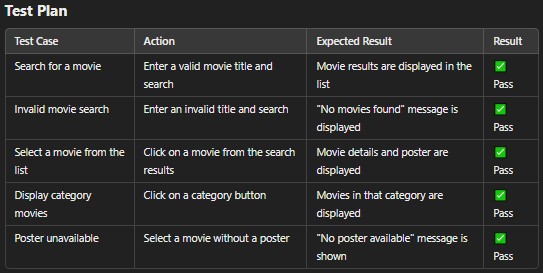 Test Plan
Test Case Action Expected Result Result
Search for a movie Enter a valid movie title and Movie results are displayed in the ✅
search list Pass
Invalid movie search Enter an invalid title and search "No movies found" message is ✅
displayed Pass
Select a movie from the Click on a movie from the search Movie details and poster are ✅
list results displayed Pass
Display category Click on a category button Movies in that category are ✅
movies displayed Pass
Poster unavailable Select a movie without a poster "No poster available" message is ✅
shown Pass